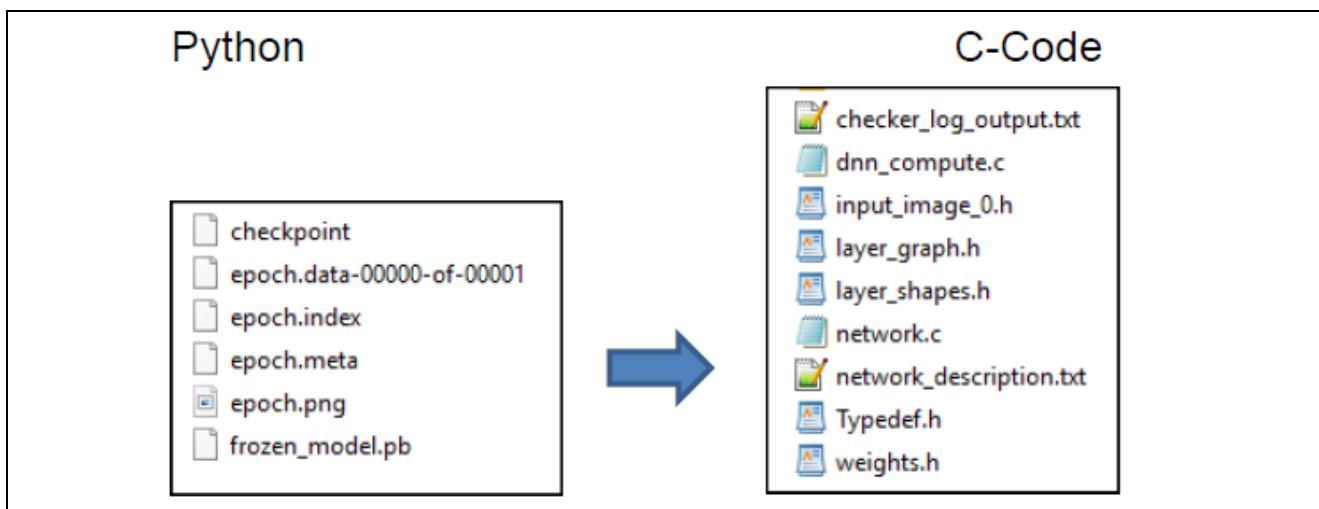 Python
checkpoint
epoch.data-00000-of-00001
epoch.index
epoch.meta
epoch.png
frozen_model.pb
C-Code
checker_log_output.txt
dnn_compute.c
input_image_0.h
layer_graph.h
layer_shapes.h
network.c
network_description.txt
Typedef.h
weights.h